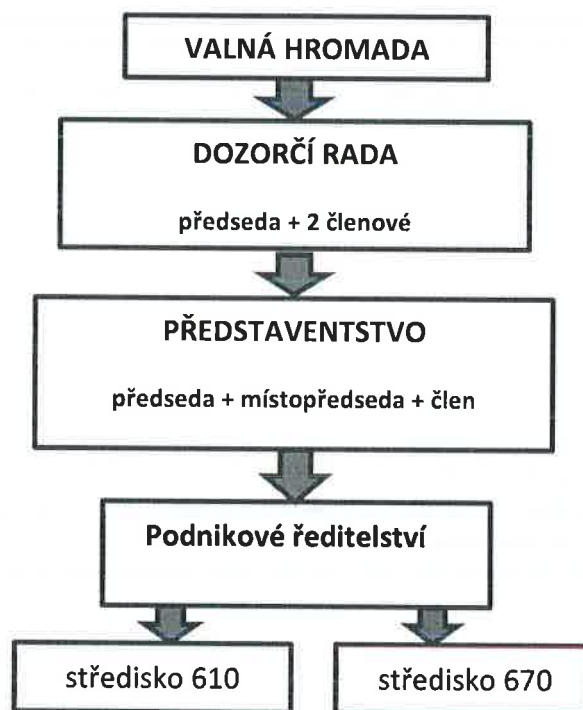 VALNÁ HROMADA
DOZORČÍ RADA
předseda + 2 členové
PŘEDSTAVENTSTVO
předseda + místopředseda + člen
Podnikové ředitelství
středisko 610
středisko 670